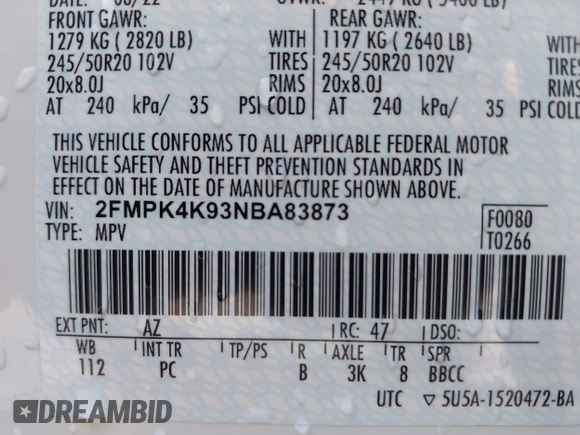 FRONT GAWR: REAR GAWR:
1279 KG ( 2820 LB) WITH 1197 KG ( 2640 LB) WITH
245/50R20 102V TIRES 245/50R20 102V TIRES
20x8.0J RIMS 20x8.0J RIMS
AT 240 kPa/ 35 PSI COLD AT 240 kPa/ 35 PSI COLD
THIS VEHICLE CONFORMS TO ALL APPLICABLE FEDERAL MOTOR
VEHICLE SAFETY AND THEFT PREVENTION STANDARDS IN
EFFECT ON THE DATE OF MANUFACTURE SHOWN ABOVE.
VIN: 2FMPK4K93NBA83873 F0080
TYPE: MPV T0266
EXT PNT: AZ RC: 47 DSO:
WB INT TR TP/PS R AXLE TR SPR
112 PC B 3K 8 BBCC
UTC ▽ 5U5A-1520472-BA
AUTOBIDCAR